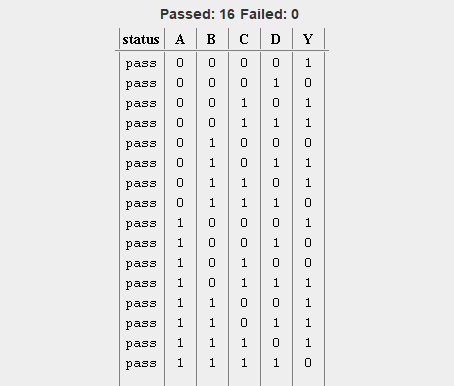 Passed: 16 Failed: 0
status A B C D Y
pass 0 0 0 0 1
pass 0 0 0 1 0
pass 0 0 1 0 1
pass 0 0 1 1 1
pass 0 1 0 0 0
pass 0 1 0 1 1
pass 0 1 1 0 1
pass 0 1 1 1 0
pass 1 0 0 0 1
pass 1 0 0 1 0
pass 1 0 1 0 0
pass 1 0 1 1 1
pass 1 1 0 0 1
pass 1 1 0 1 1
pass 1 1 1 0 1
pass 1 1 1 1 0